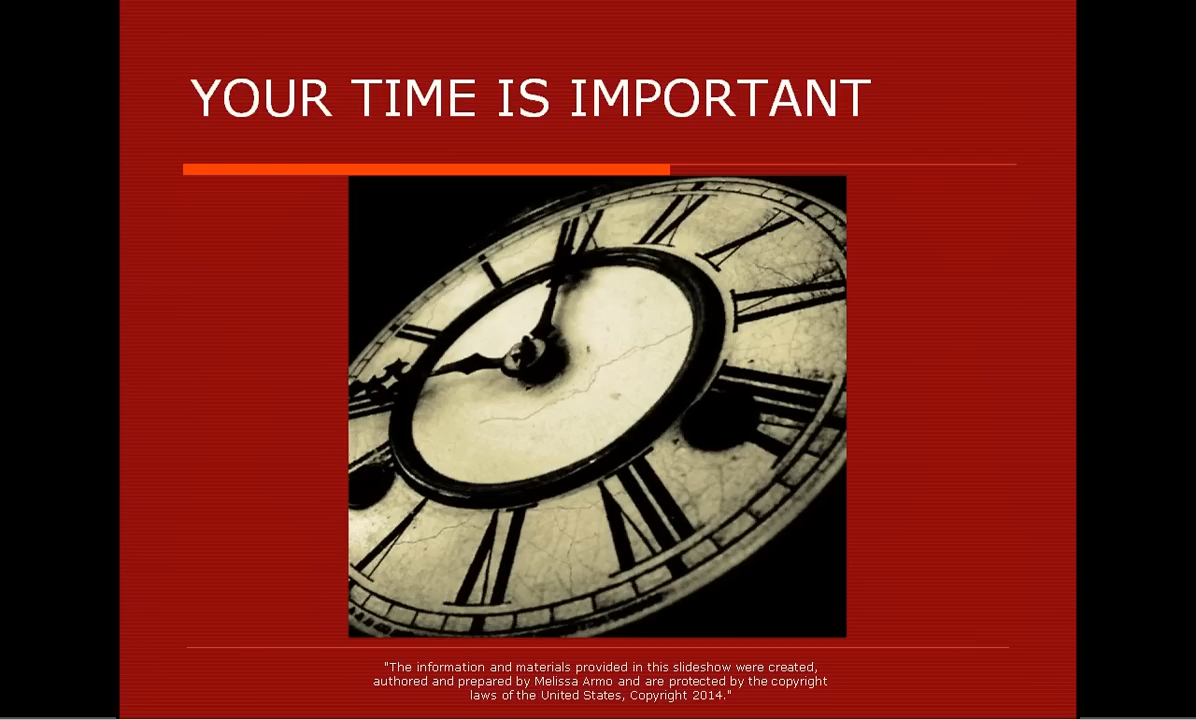 YOUR TIME IS IMPORTANT
"The information and materials provided in this slideshow were created,
authored and prepared by Melissa Armo and are protected by the copyright
laws of the United States, Copyright 2014."